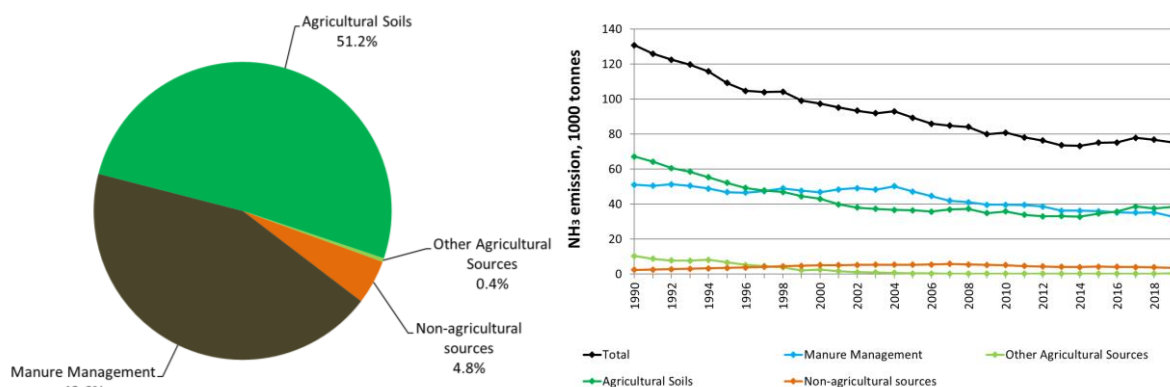 Agricultural Soils
51.2%
Other Agricultural
Sources
0.4%
Non-agricultural
sources
4.8%
Manure Management
NH₃ emission, 1000 tonnes
140
120
100
80
60
40
20
0
1990
1992
1994
1996
1998
2000
2002
2004
2006
2008
2010
2012
2014
2016
2018
Total
Manure Management
Other Agricultural Sources
Agricultural Soils
Non-agricultural sources